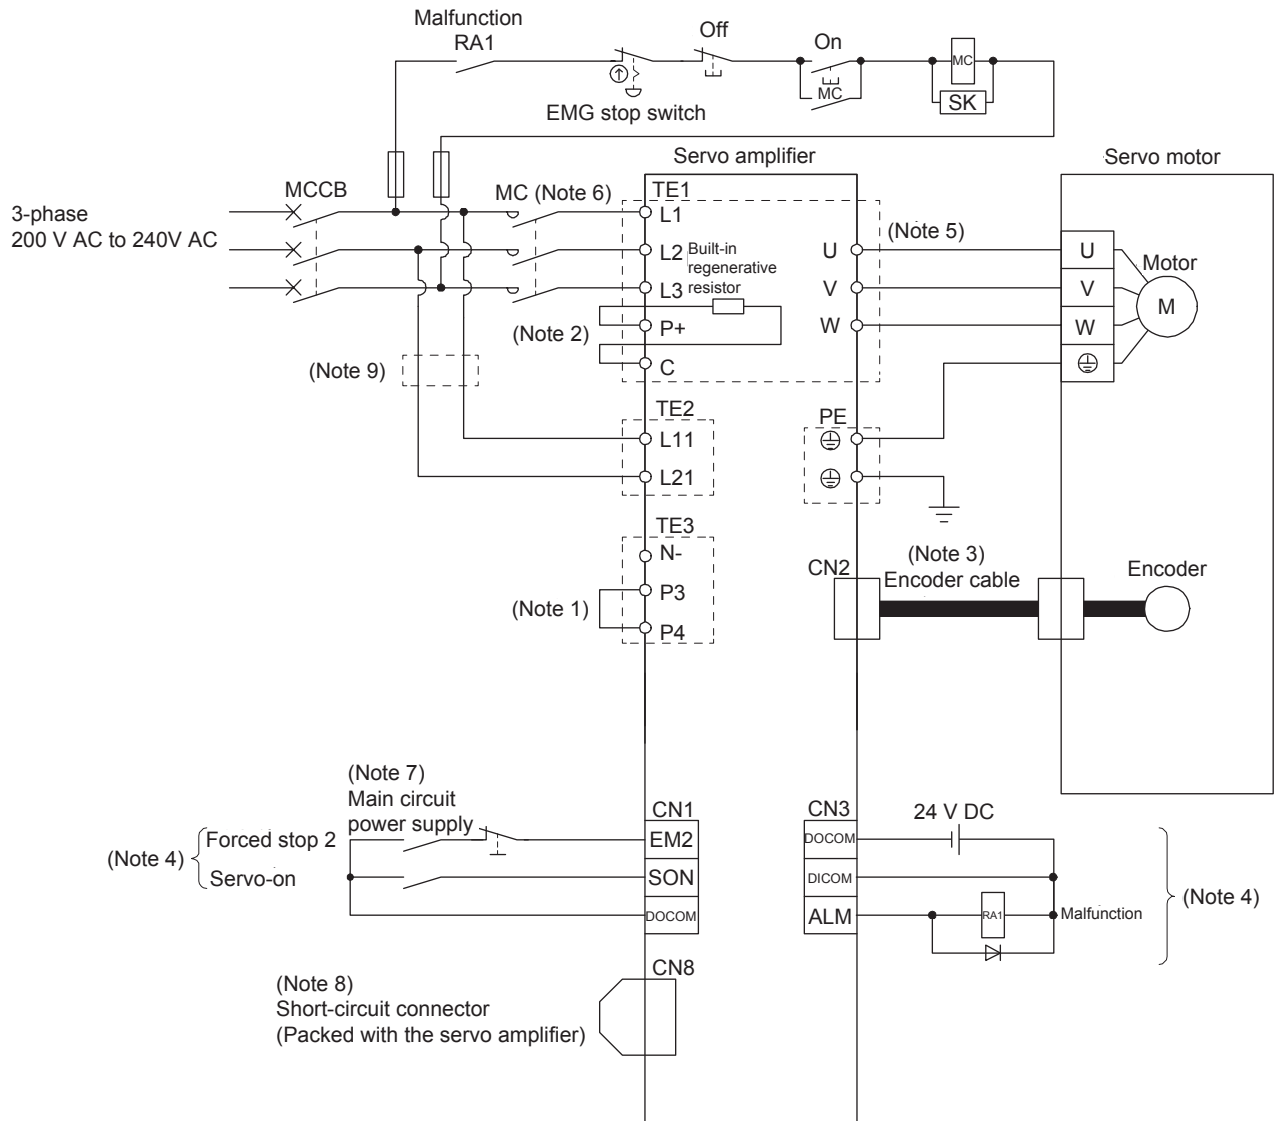 Malfunction
RA1
Off
On
MC
MC
SK
EMG stop switch
Servo amplifier
Servo motor
MCCB
MC (Note 6)
TE1
3-phase
200 V AC to 240V AC
L1
L2
Built-in
regenerative
resistor
L3
P+
C
(Note 2)
U
V
W
(Note 5)
U
V
W
Motor
M
(Note 9)
TE2
L11
L21
PE
TE3
N-
P3
P4
(Note 1)
CN2
(Note 3)
Encoder cable
Encoder
(Note 7)
Main circuit
power supply
(Note 4)
Forced stop 2
Servo-on
CN1
EM2
SON
DOCOM
CN3
DOCOM
DICOM
ALM
24 V DC
RA1
Malfunction
(Note 4)
CN8
(Note 8)
Short-circuit connector
(Packed with the servo amplifier)